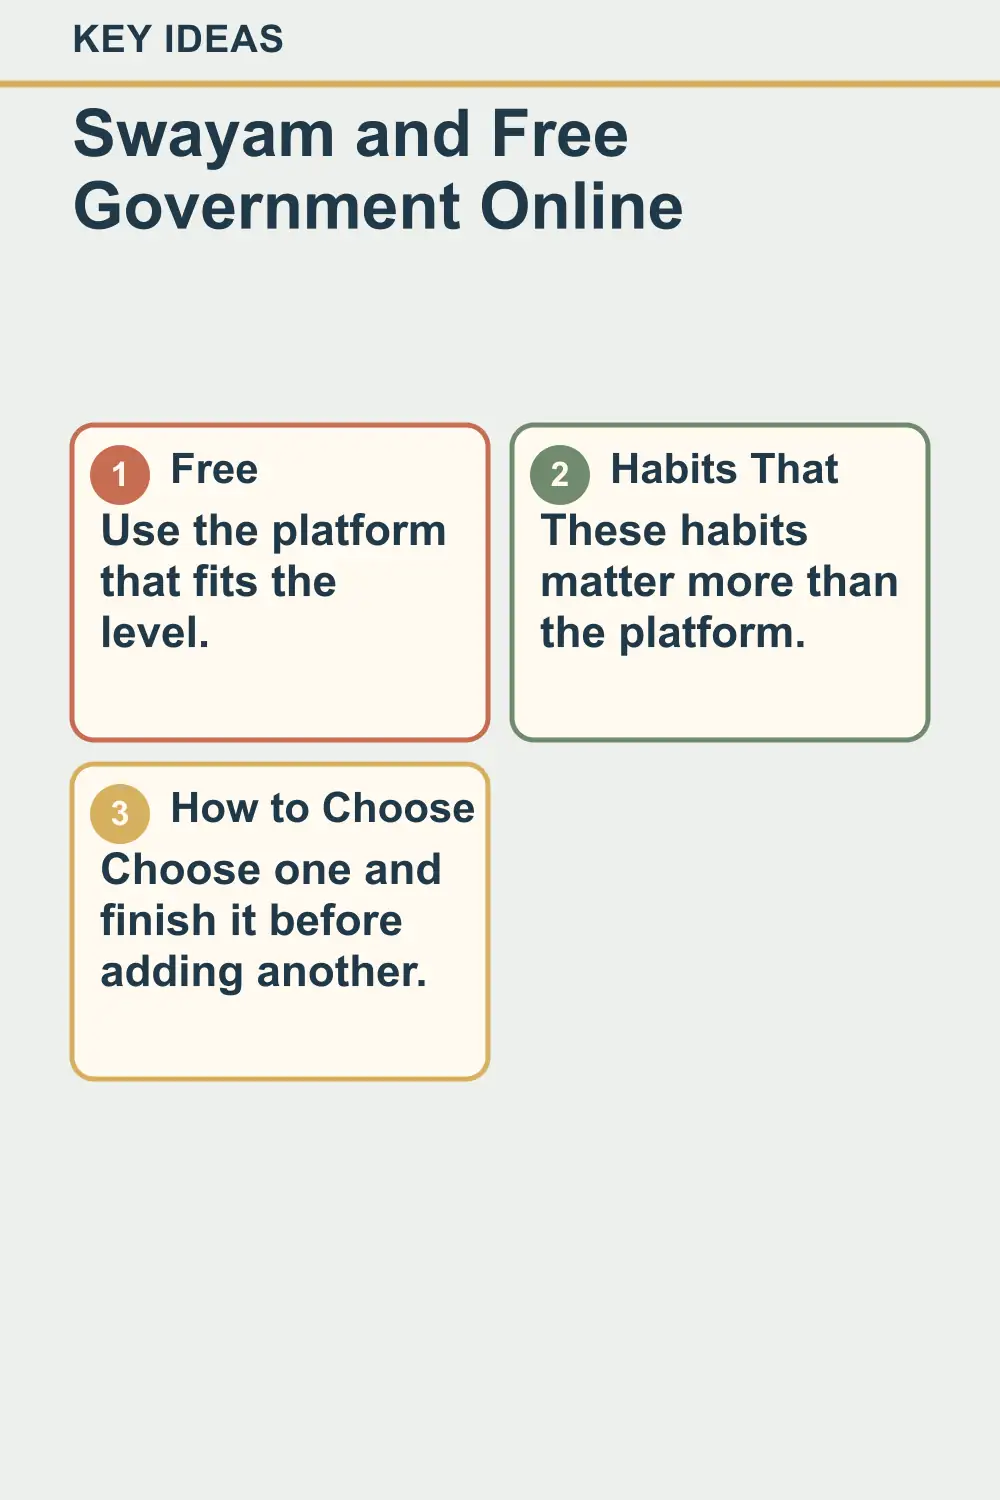 KEY IDEAS
Swayam and Free
Government Online
1 Free
Use the platform
that fits the
level.
2 Habits That
These habits
matter more than
the platform.
3 How to Choose
Choose one and
finish it before
adding another.